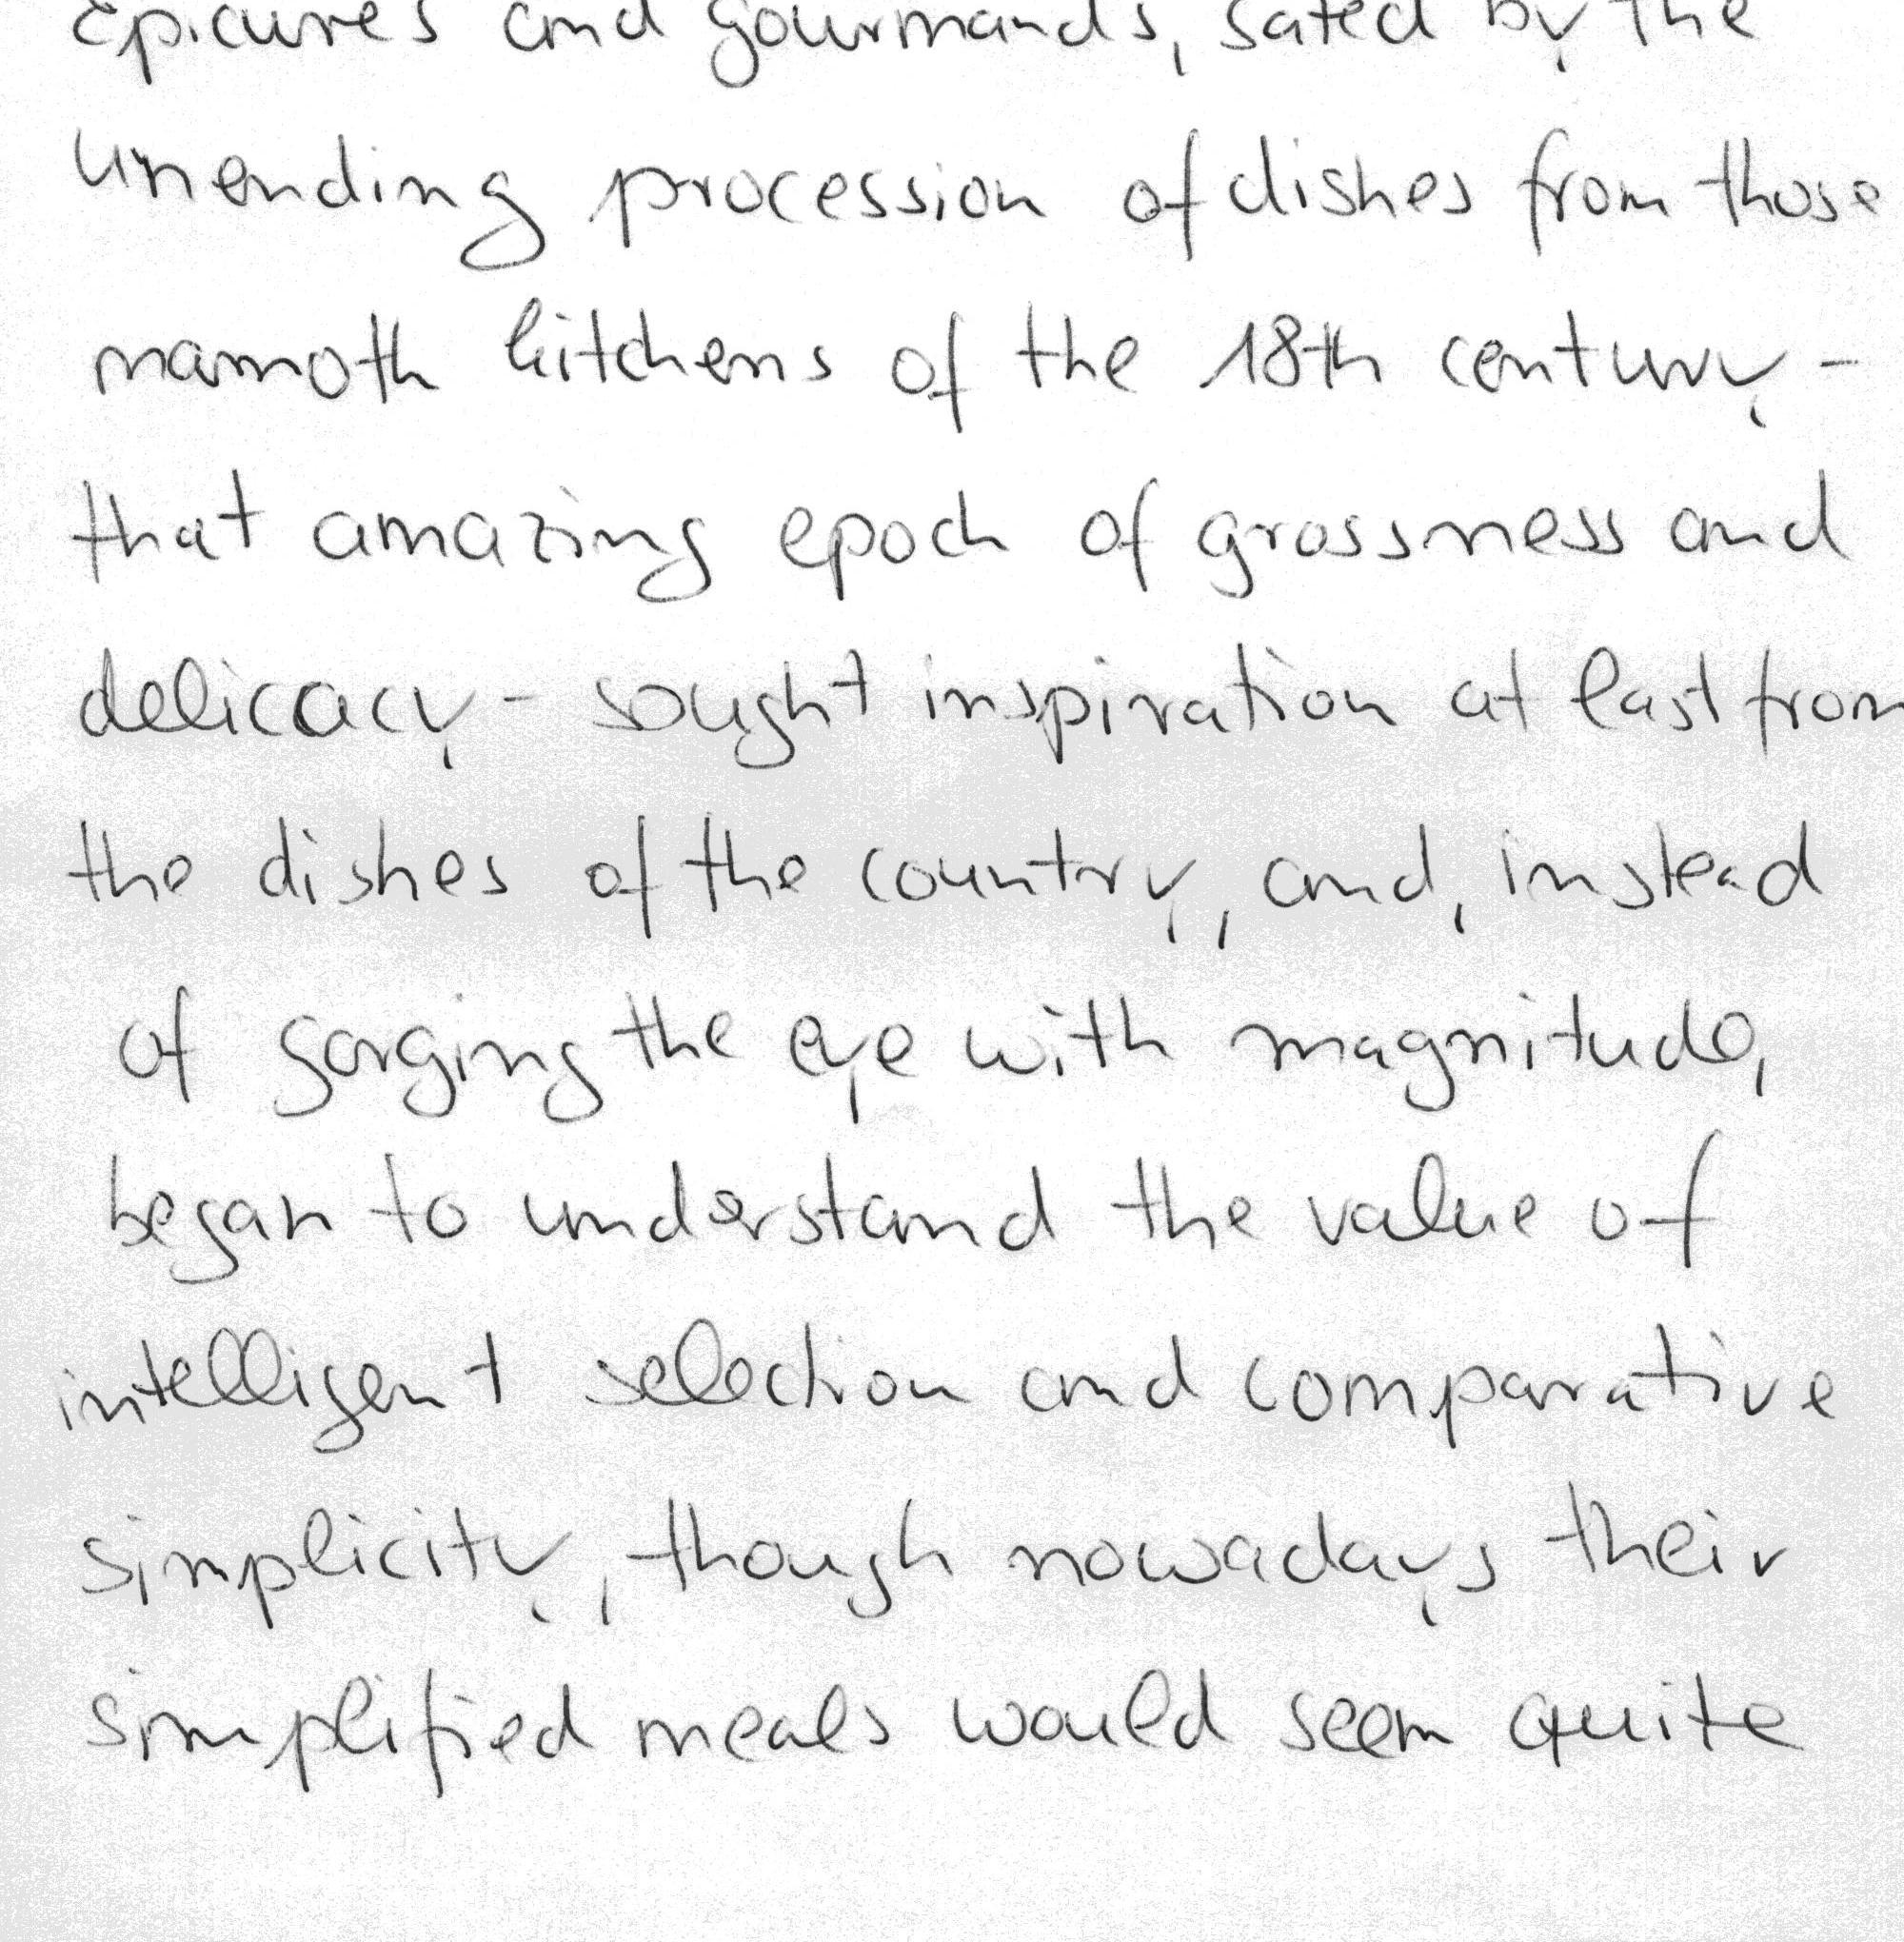 Epicures and gourmands, sated by the
unending procession of dishes from those
mamoth kitchens of the 18th century -
that amazing epoch of grossness and
delicacy - sought inspiration at last from
the dishes of the country, and, instead
of gorging the eye with magnitude,
began to understand the value of
intelligent selection and comparative
simplicity, though nowadays their
simplified meals would seem quite